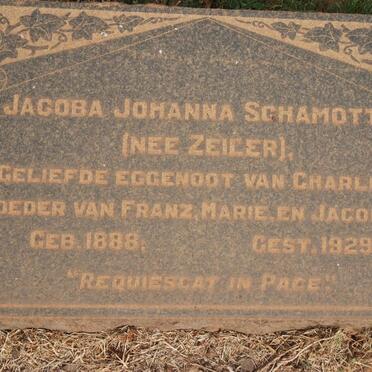 JACOBA JOHANNA SCHAMOTT
(NEE ZEILER),
GELIEFDE EGGENOOT VAN CHARL
OEDER VAN FRANZ, MARIE, EN JACO
GEB. 1888. GEST. 1929
"REQUIESCAT IN PACE."